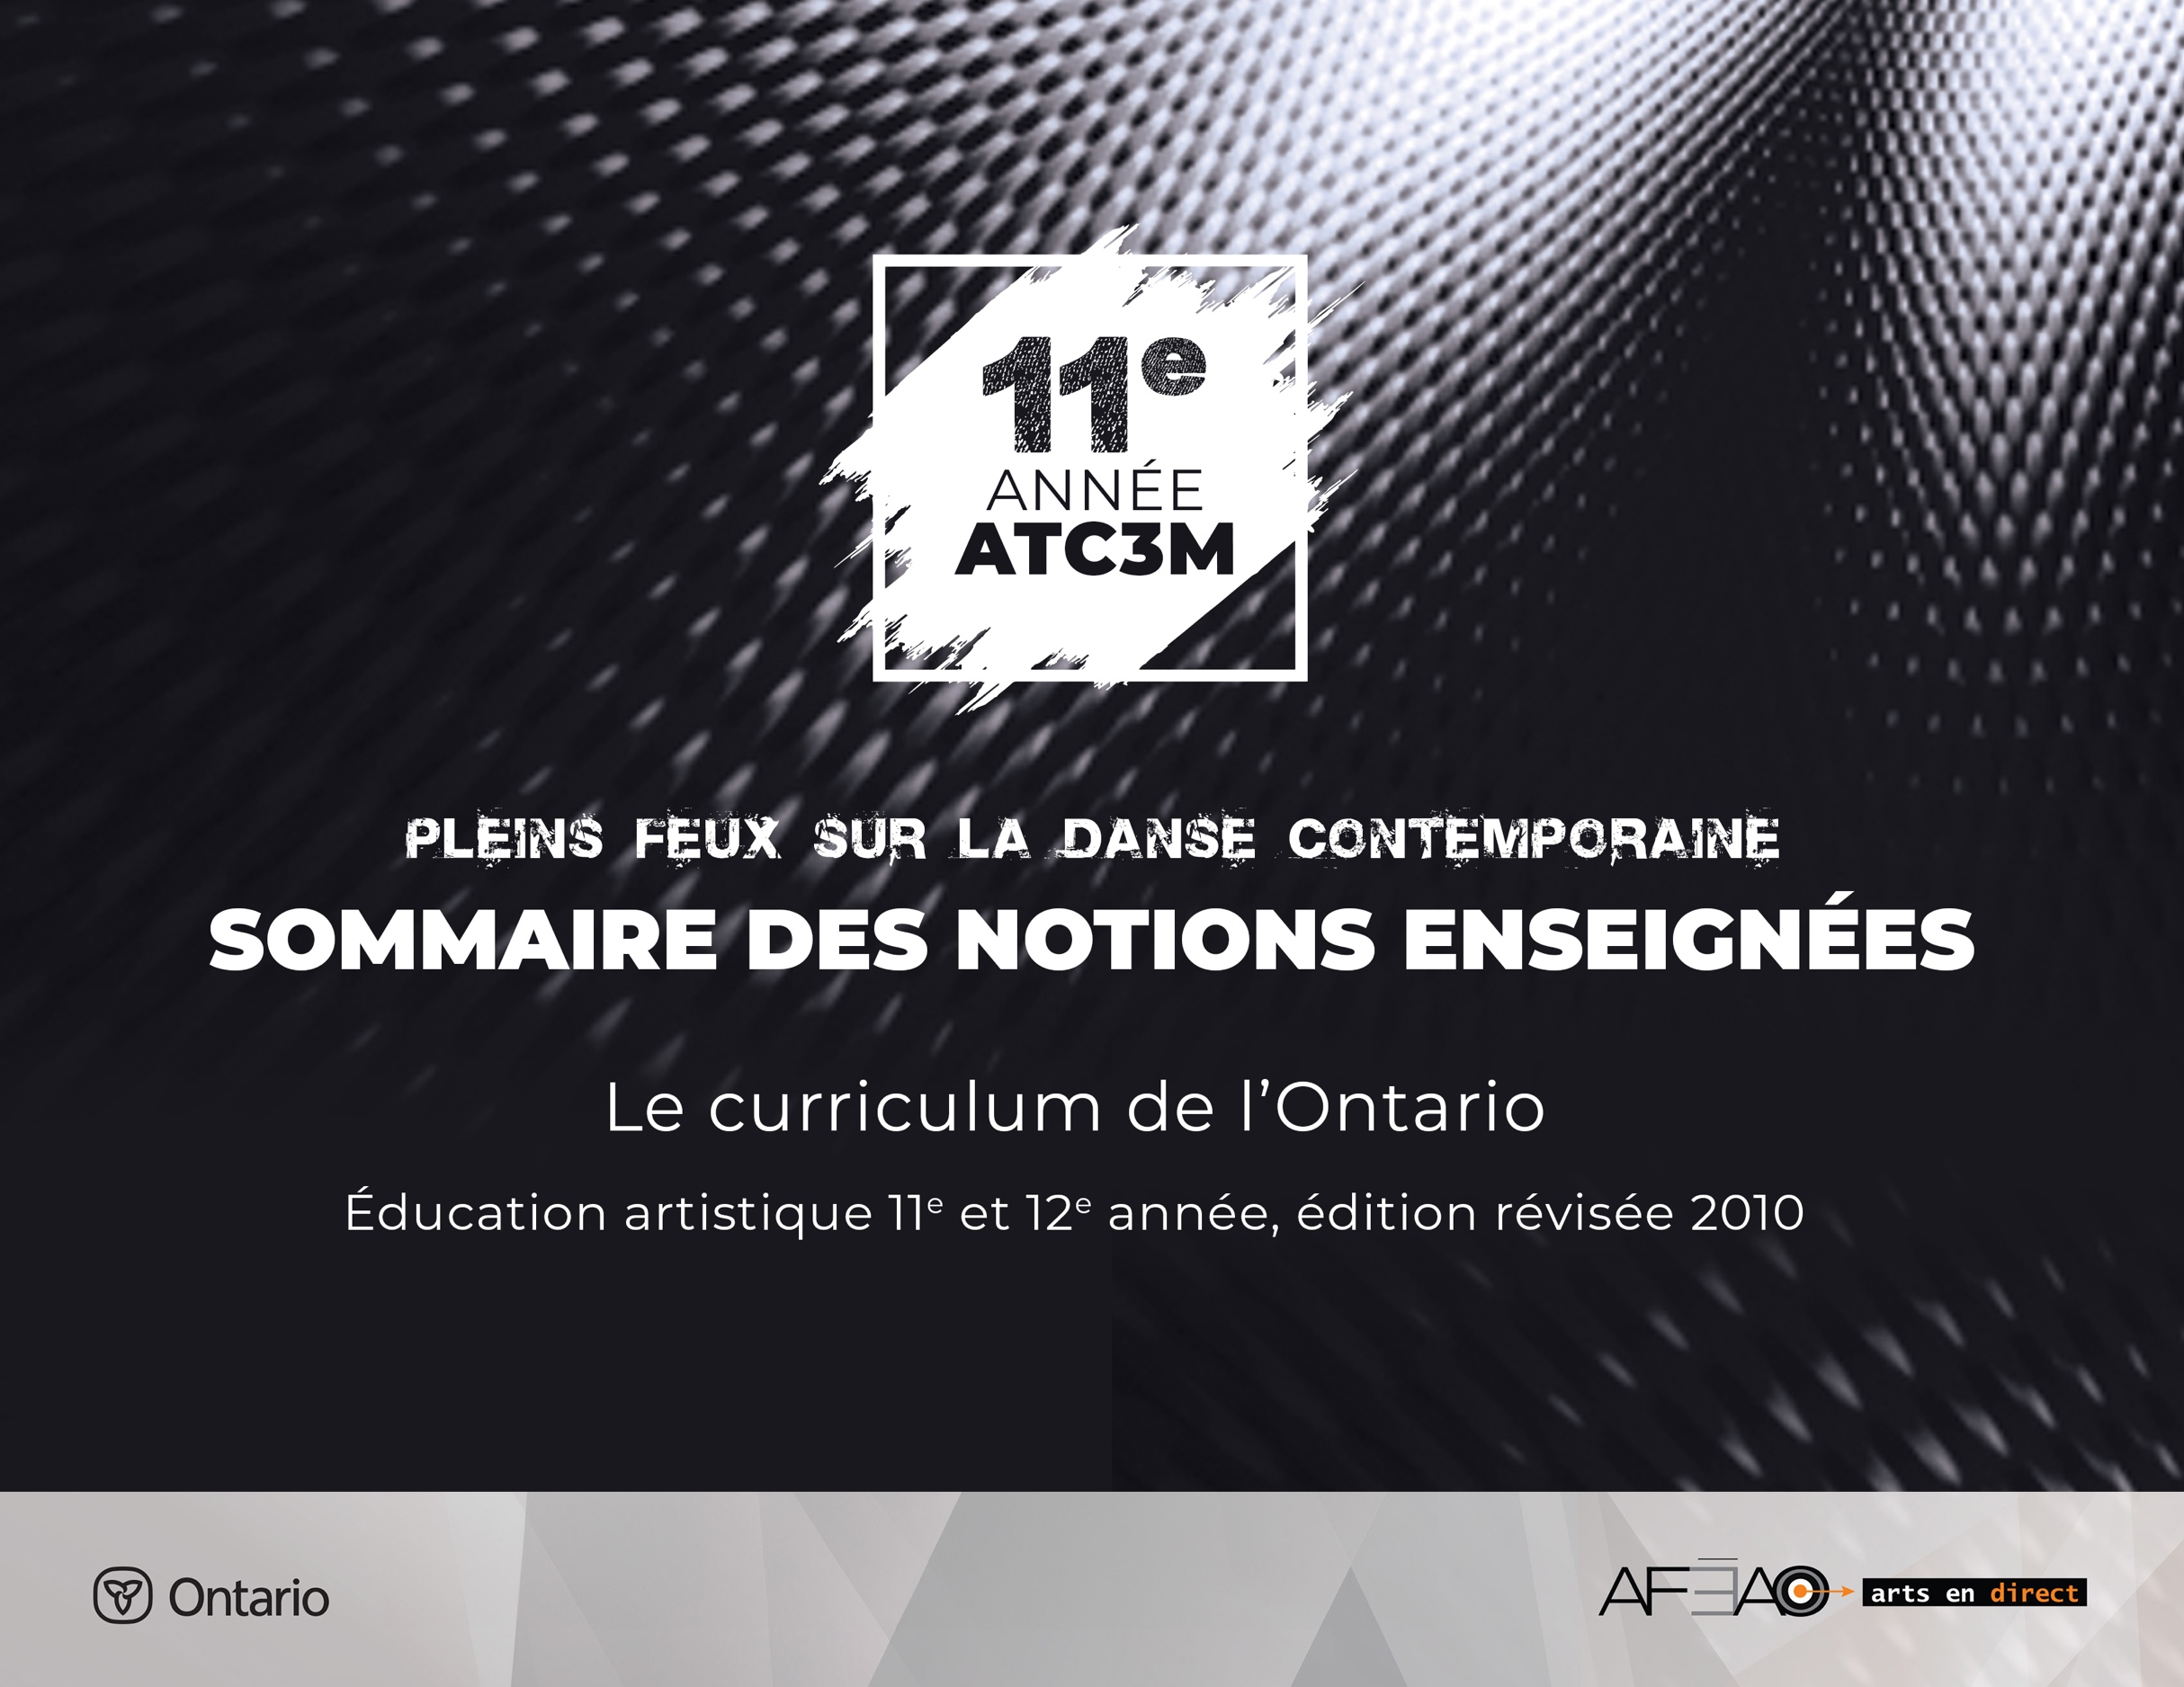 11e
ANNÉE
ATC3M
PLEINS FEUX SUR LA DANSE CONTEMPORAINE
SOMMAIRE DES NOTIONS ENSEIGNÉES
Le curriculum de l’Ontario
Éducation artistique 11e et 12e année, édition révisée 2010
Ontario
AFEAO arts en direct